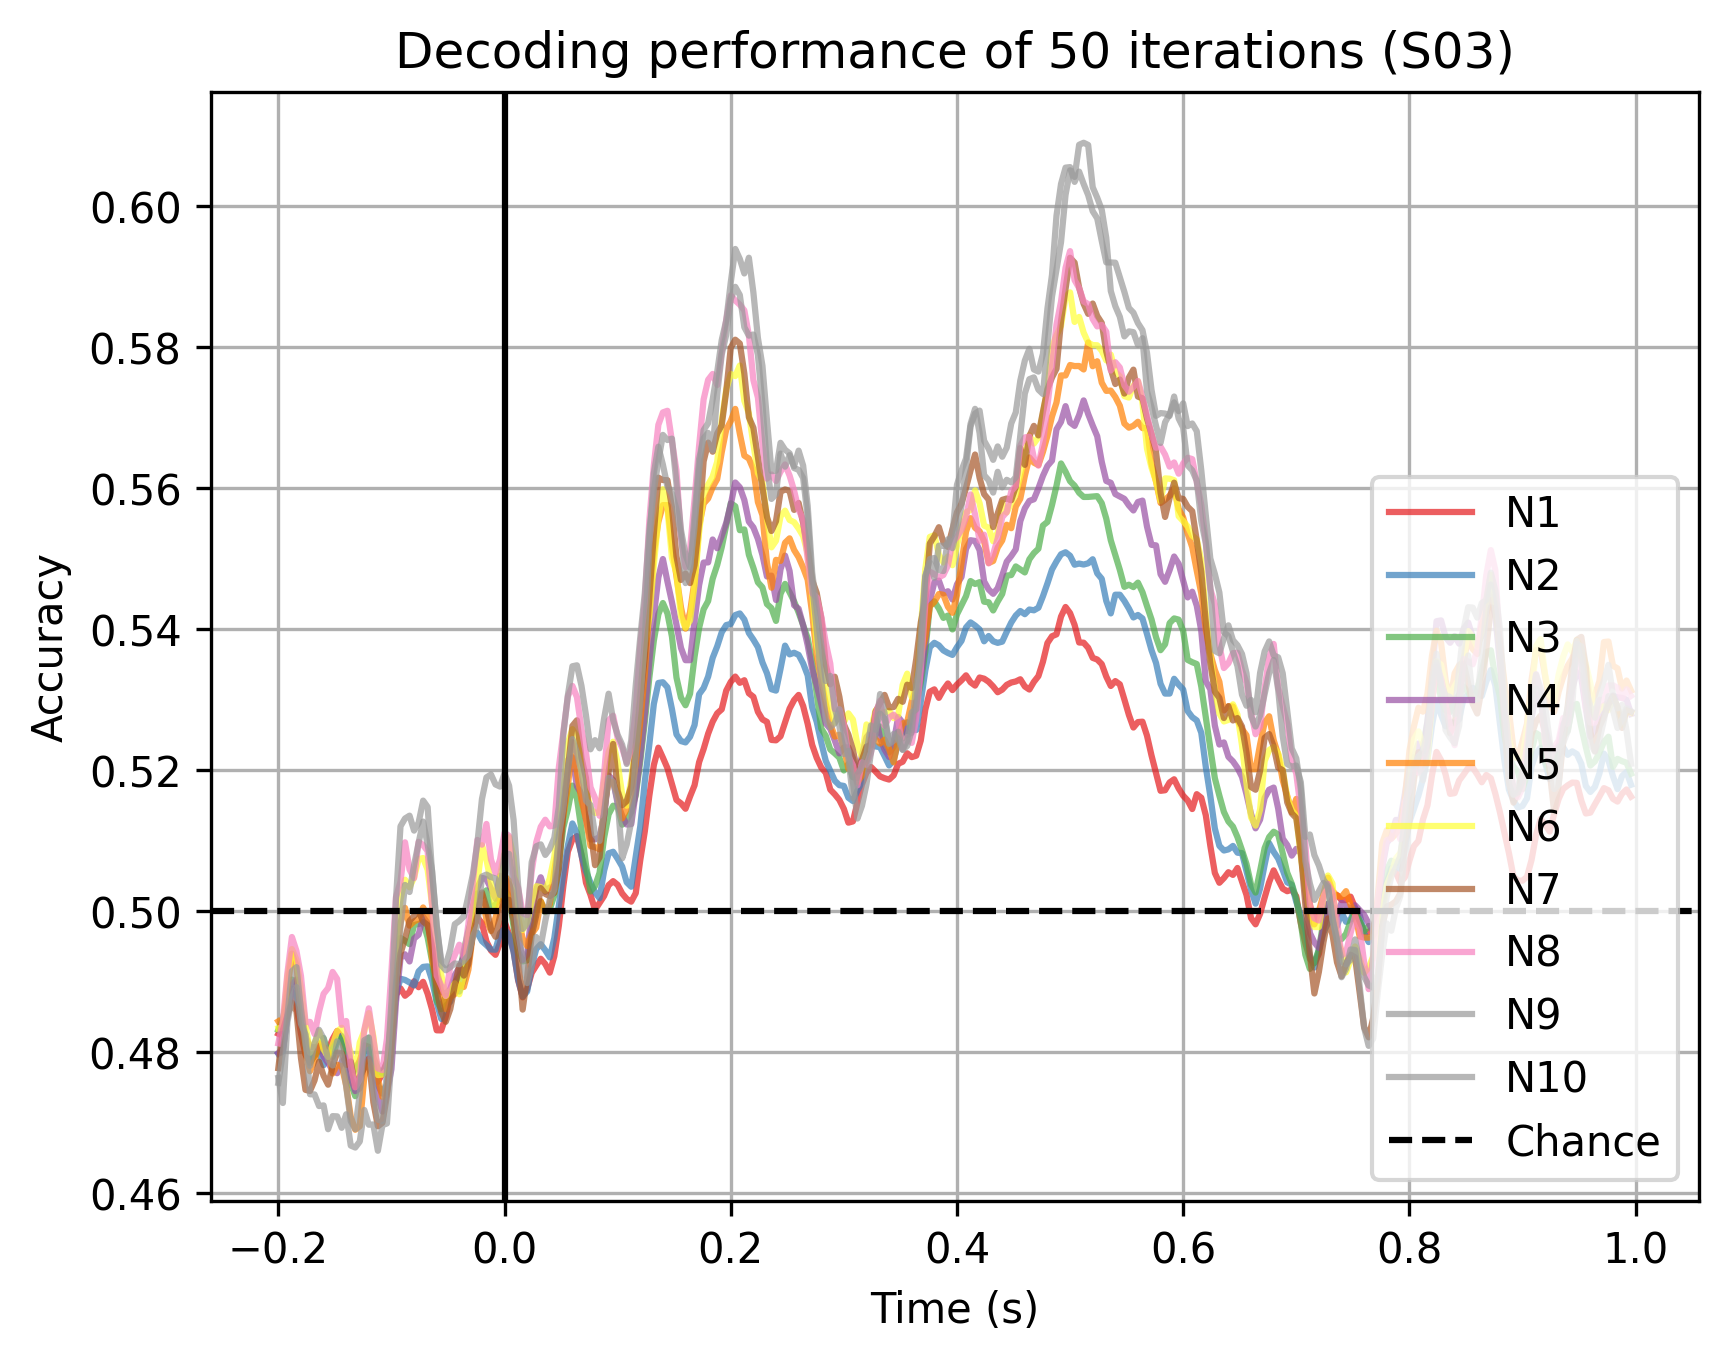 Decoding performance of 50 iterations (S03)
Accuracy
0.60
0.58
0.56
0.54
0.52
0.50
0.48
0.46
−0.2
0.0
0.2
0.4
0.6
0.8
1.0
Time (s)
N1
N2
N3
N4
N5
N6
N7
N8
N9
N10
Chance